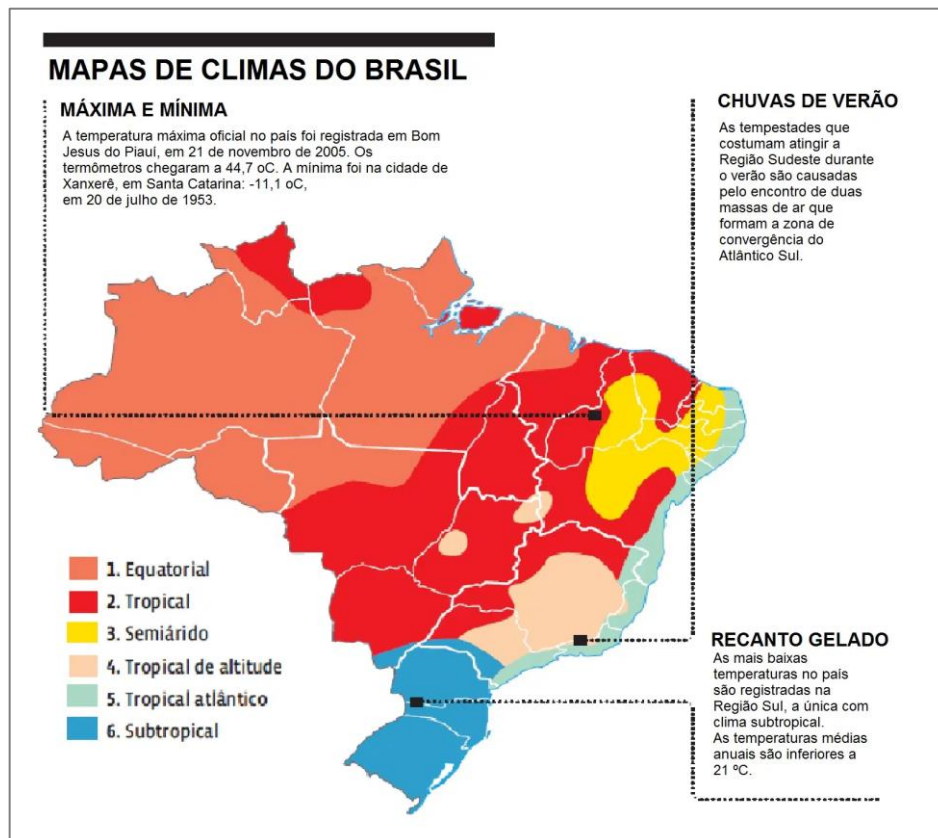 MAPAS DE CLIMAS DO BRASIL
MÁXIMA E MÍNIMA
A temperatura máxima oficial no país foi registrada em Bom
Jesus do Piauí, em 21 de novembro de 2005. Os
termômetros chegaram a 44,7 oC. A mínima foi na cidade de
Xanxerê, em Santa Catarina: -11,1 oC,
em 20 de julho de 1953.
CHUVAS DE VERÃO
As tempestades que
costumam atingir a
Região Sudeste durante
o verão são causadas
pelo encontro de duas
massas de ar que
formam a zona de
convergência do
Atlântico Sul.
1. Equatorial
2. Tropical
3. Semiárido
4. Tropical de altitude
5. Tropical atlântico
6. Subtropical
RECANTO GELADO
As mais baixas
temperaturas no país
são registradas na
Região Sul, a única com
clima subtropical.
As temperaturas médias
anuais são inferiores a
21 ºC.